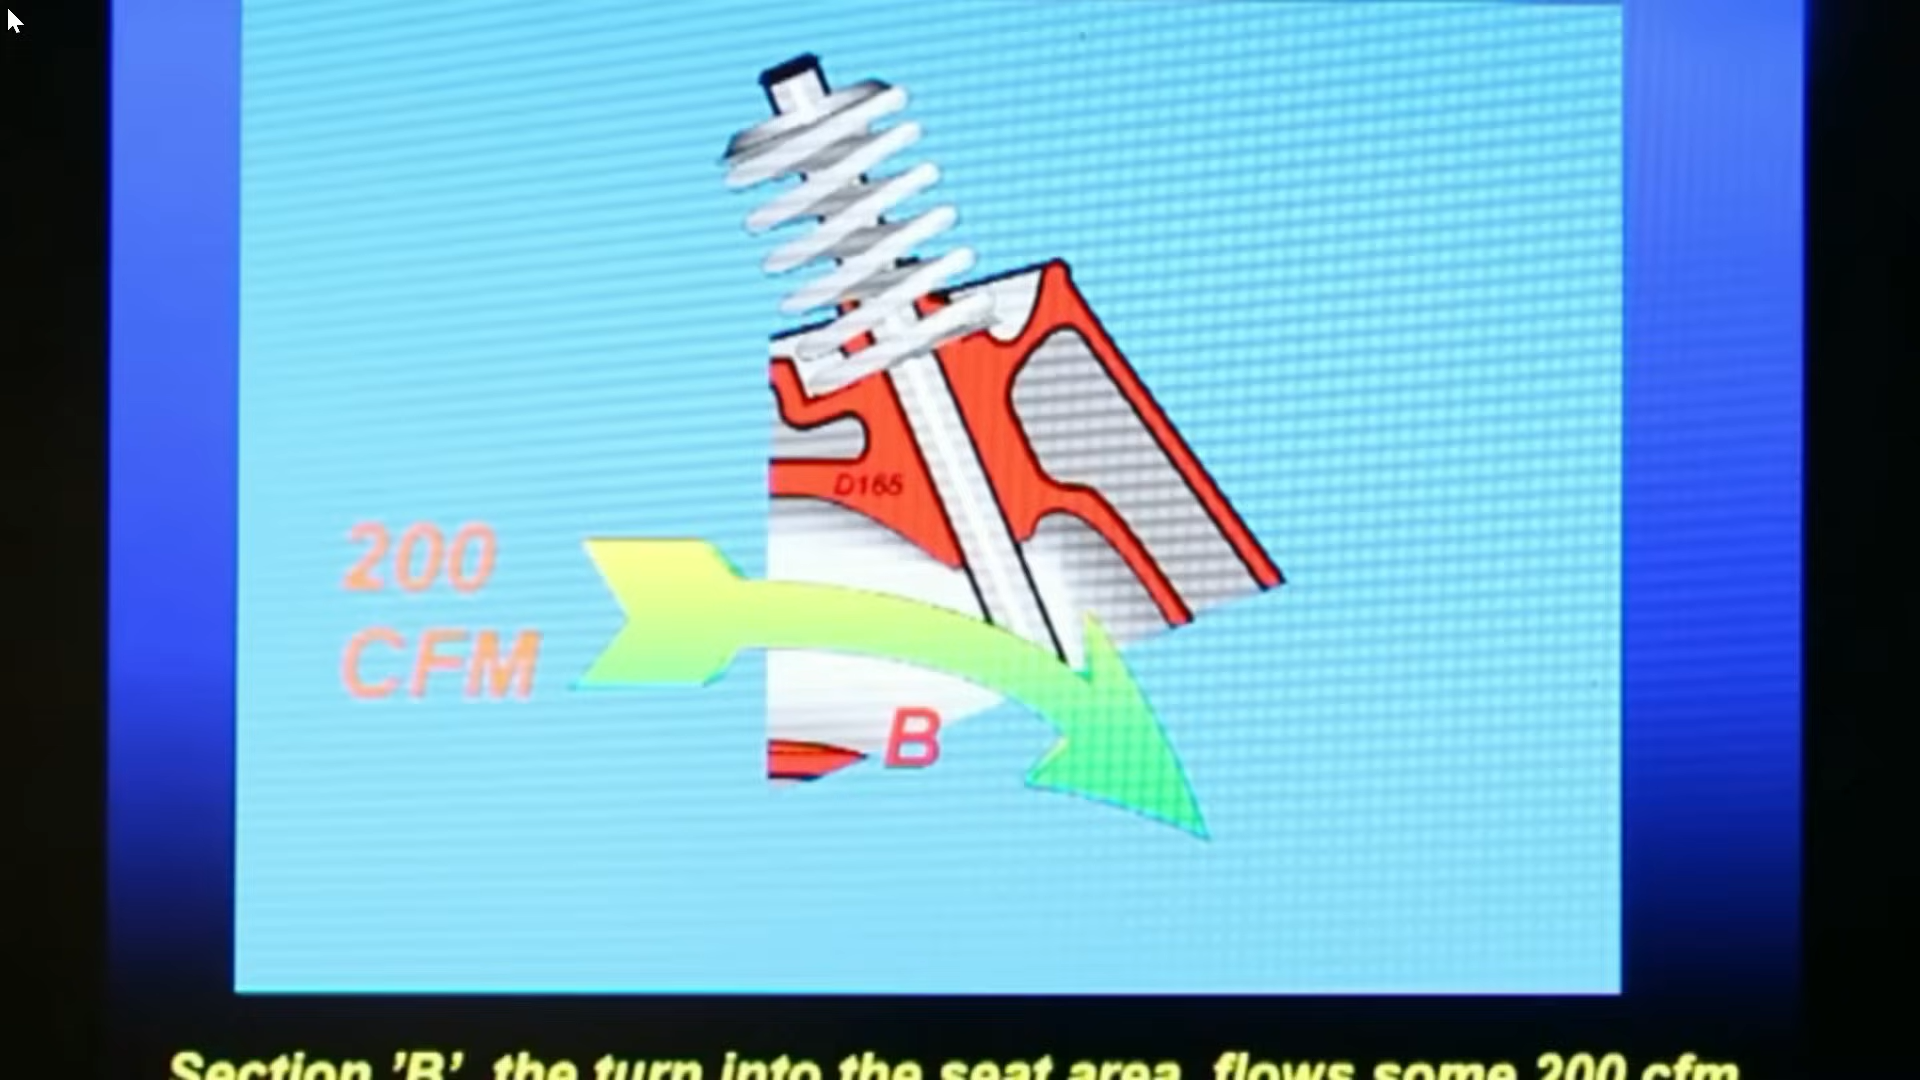 D165
200
CFM
B
Section 'B', the turn into the seat area, flows some 200 cfm